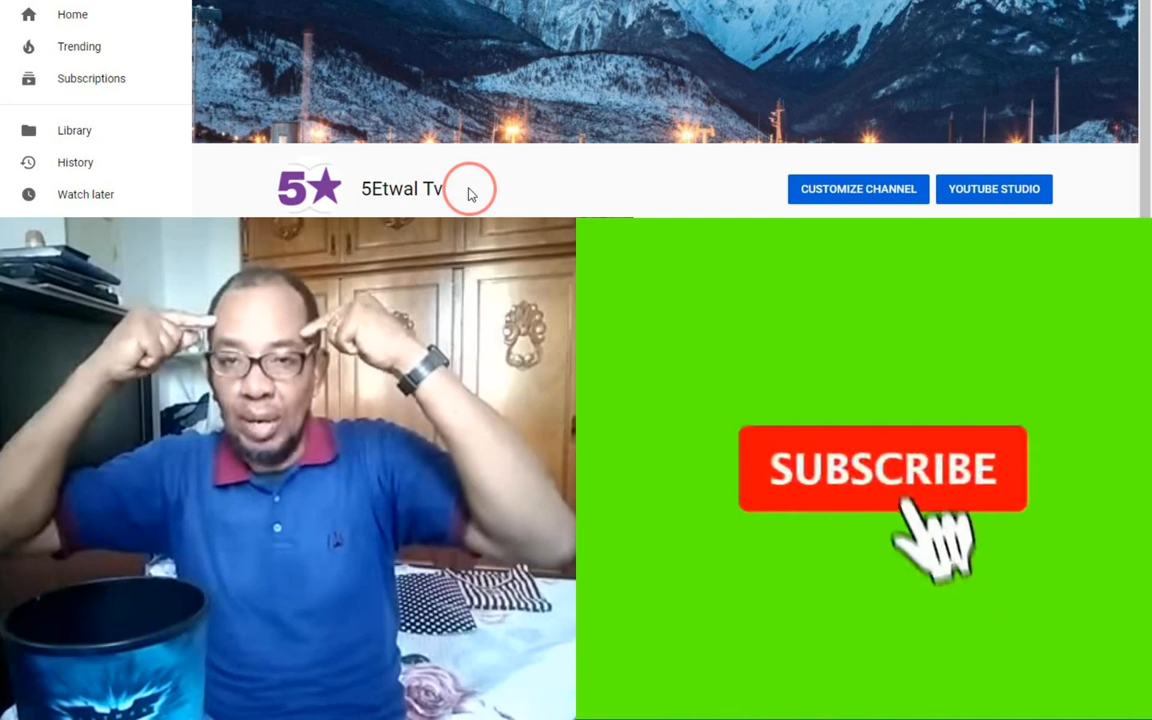 Home
Trending
Subscriptions
Library
History
Watch later
5
5Etwal Tv
CUSTOMIZE CHANNEL
YOUTUBE STUDIO
SUBSCRIBE